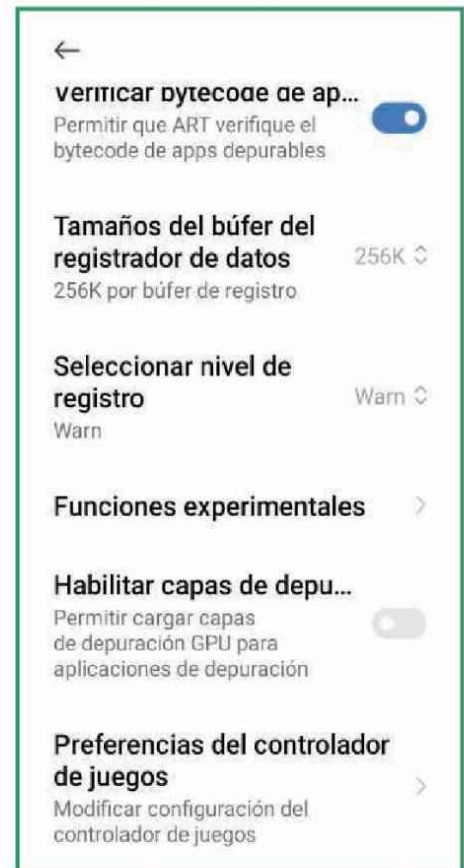 Verificar bytecode de ap...
Permitir que ART verifique el
bytecode de apps depurables
Tamaños del búfer del
registrador de datos
256K
256K por búfer de registro
Seleccionar nivel de
registro
Warn
Warn
Funciones experimentales
Habilitar capas de depu...
Permitir cargar capas
de depuración GPU para
aplicaciones de depuración
Preferencias del controlador
de juegos
Modificar configuración del
controlador de juegos